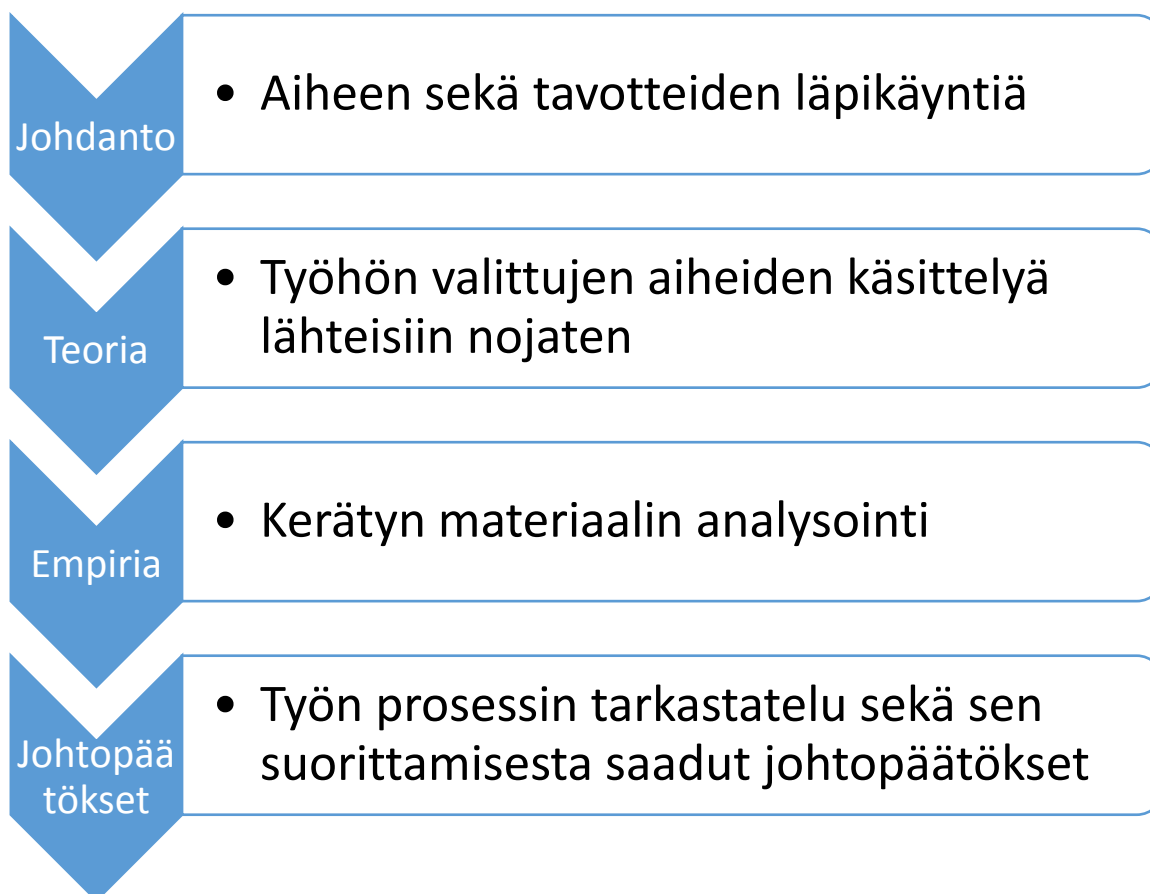 Johdanto
• Aiheen sekä tavotteiden läpikäyntiä
Teoria
• Työhön valittujen aiheiden käsittelyä
lähteisiin nojaten
Empiria
• Kerätyn materiaalin analysointi
Johtopää
tökset
• Työn prosessin tarkastatelu sekä sen
suorittamisesta saadut johtopäätökset